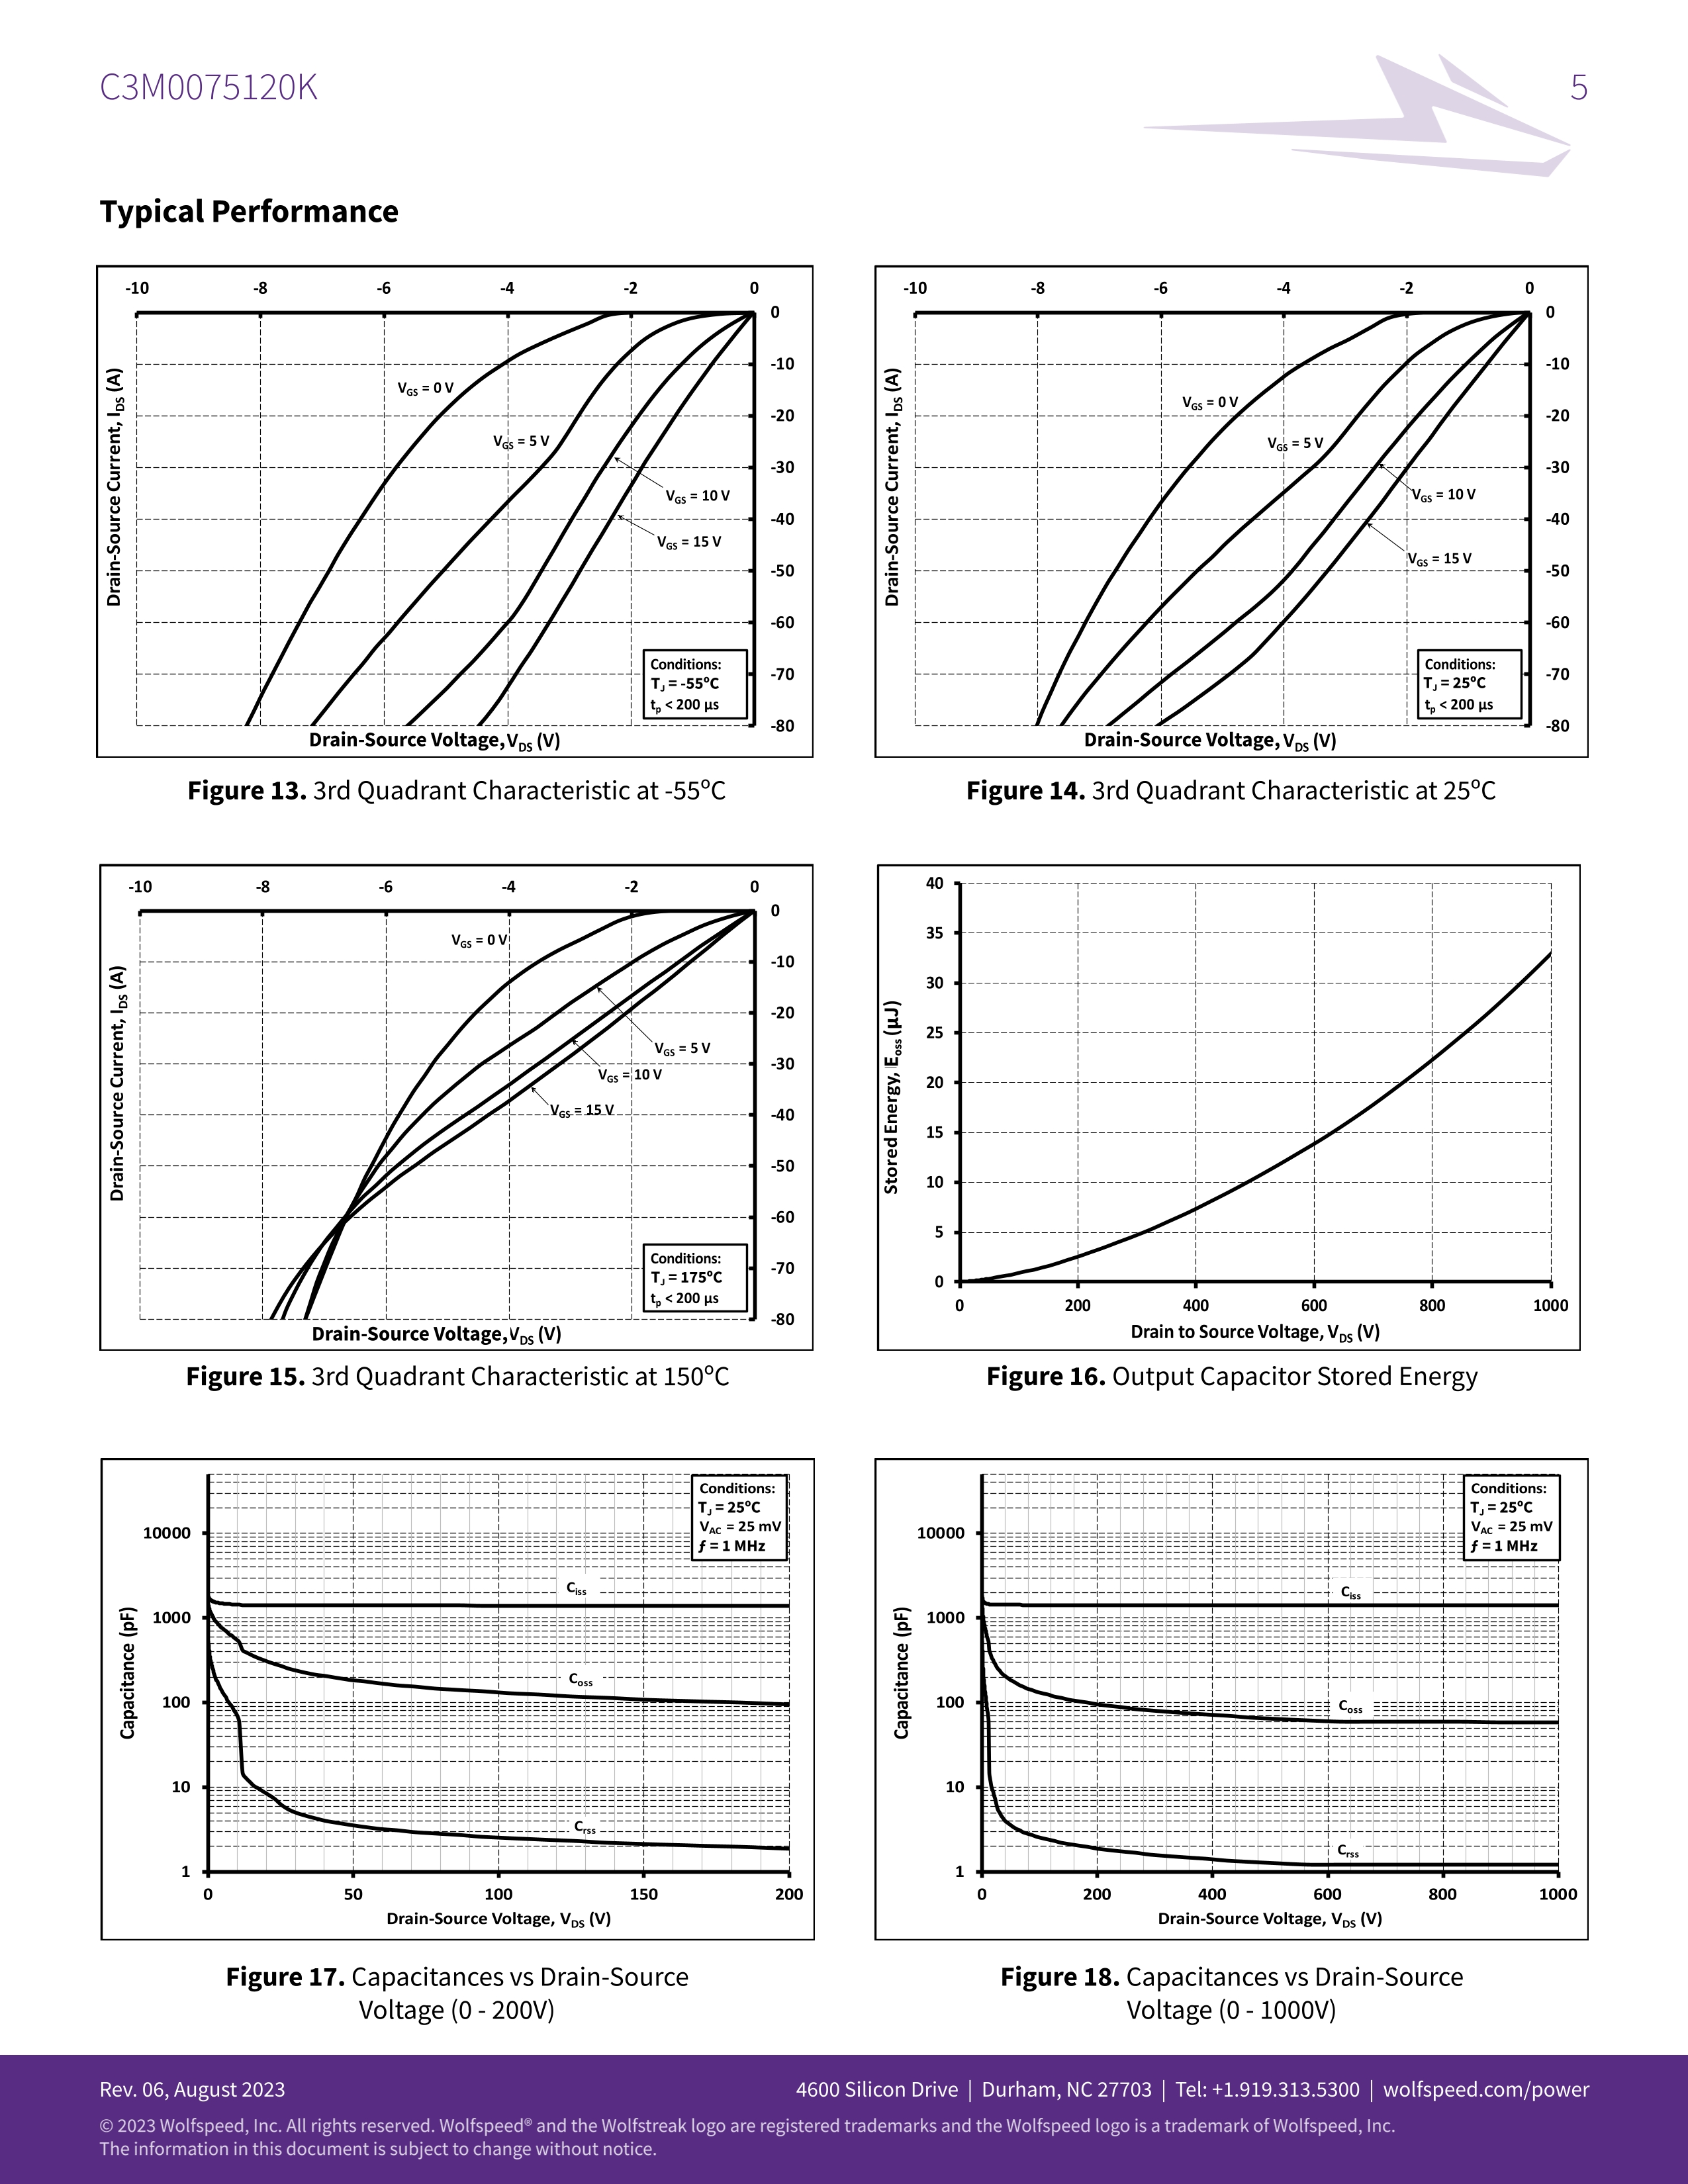 C3M0075120K
5
Typical Performance
-10 -8 -6 -4 -2 0
0
-10
-20
-30
-40
-50
-60
-70
-80
Drain-Source Current, IDS (A)
VGS = 0 V
VGS = 5 V
VGS = 10 V
VGS = 15 V
Conditions:
TJ = -55°C
tp < 200 µs
Drain-Source Voltage, VDS (V)
Figure 13. 3rd Quadrant Characteristic at -55°C
-10 -8 -6 -4 -2 0
0
-10
-20
-30
-40
-50
-60
-70
-80
Drain-Source Current, IDS (A)
VGS = 0 V
VGS = 5 V
VGS = 10 V
VGS = 15 V
Conditions:
TJ = 25°C
tp < 200 µs
Drain-Source Voltage, VDS (V)
Figure 14. 3rd Quadrant Characteristic at 25°C
-10 -8 -6 -4 -2 0
0
-10
-20
-30
-40
-50
-60
-70
-80
Drain-Source Current, IDS (A)
VGS = 0 V
VGS = 5 V
VGS = 10 V
VGS = 15 V
Conditions:
TJ = 175°C
tp < 200 µs
Drain-Source Voltage, VDS (V)
Figure 15. 3rd Quadrant Characteristic at 150°C
40
35
30
25
20
15
10
5
0
Stored Energy, Eoss (µJ)
0 200 400 600 800 1000
Drain to Source Voltage, VDS (V)
Figure 16. Output Capacitor Stored Energy
10000
1000
100
10
1
Capacitance (pF)
Conditions:
TJ = 25°C
VAC = 25 mV
f = 1 MHz
Ciss
Coss
Crss
0 50 100 150 200
Drain-Source Voltage, VDS (V)
Figure 17. Capacitances vs Drain-Source
Voltage (0 - 200V)
10000
1000
100
10
1
Capacitance (pF)
Conditions:
TJ = 25°C
VAC = 25 mV
f = 1 MHz
Ciss
Coss
Crss
0 200 400 600 800 1000
Drain-Source Voltage, VDS (V)
Figure 18. Capacitances vs Drain-Source
Voltage (0 - 1000V)
Rev. 06, August 2023
4600 Silicon Drive | Durham, NC 27703 | Tel: +1.919.313.5300 | wolfspeed.com/power
© 2023 Wolfspeed, Inc. All rights reserved. Wolfspeed® and the Wolfstreak logo are registered trademarks and the Wolfspeed logo is a trademark of Wolfspeed, Inc.
The information in this document is subject to change without notice.